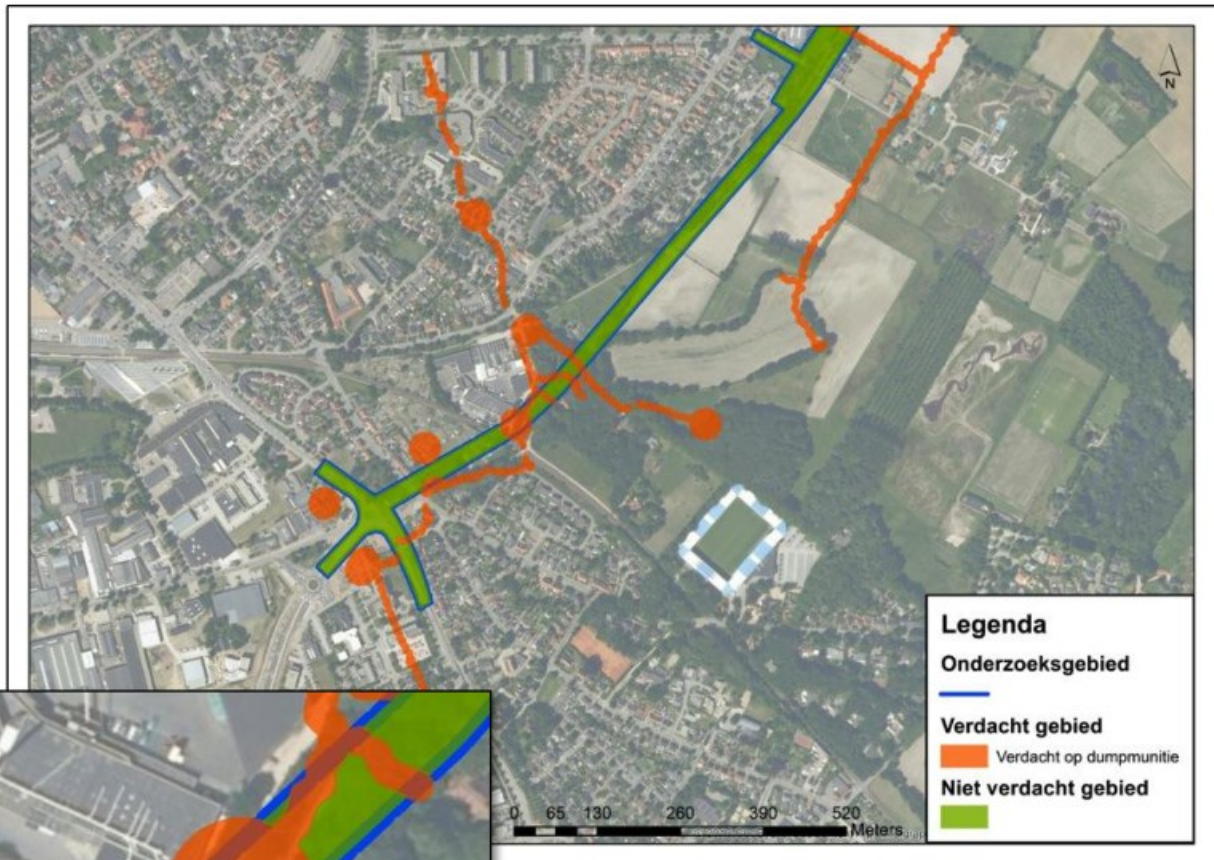 N
Legenda
Onderzoeksgebied
Verdacht gebied
Verdacht op dumpmunitie
Niet verdacht gebied
0 65 130 260 390 520
Meters